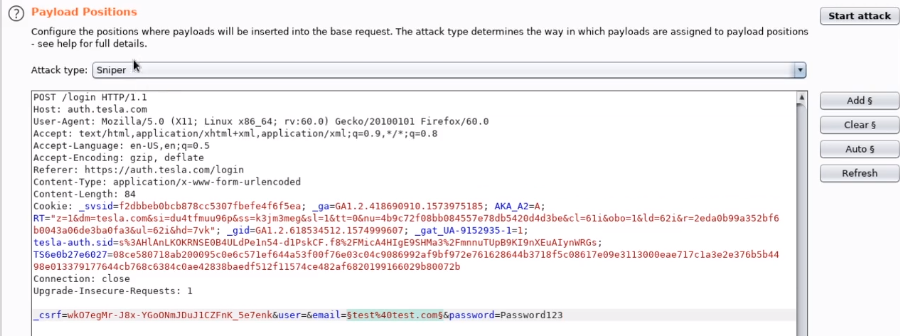 Payload Positions
Start attack
Configure the positions where payloads will be inserted into the base request. The attack type determines the way in which payloads are assigned to payload positions
- see help for full details.
Attack type: Sniper
POST /login HTTP/1.1
Host: auth.tesla.com
User-Agent: Mozilla/5.0 (X11; Linux x86_64; rv:60.0) Gecko/20100101 Firefox/60.0
Accept: text/html,application/xhtml+xml,application/xml;q=0.9,*/*;q=0.8
Accept-Language: en-US,en;q=0.5
Accept-Encoding: gzip, deflate
Referer: https://auth.tesla.com/login
Content-Type: application/x-www-form-urlencoded
Content-Length: 84
Cookie: _svsid=f2dbbeb0bcb878cc5307fbefe4f6f5ea; _ga=GA1.2.418690910.1573975185; AKA_A2=A;
RT="z=1&dm=tesla.com&si=du4tfmuu96p&ss=k3jm3meg&sl=1&tt=0&nu=4b9c72f08bb084557e78db5420d4d3be&cl=61i&obo=1&ld=62i&r=2eda0b99a352bf6
b0443a06de3ba0fa3&ul=62i&hd=7vk"; _gid=GA1.2.618534512.1574999607; _gat_UA-9152935-1=1;
tesla-auth.sid=s%3AHlAnLKOKRNSE0B4ULdPe1n54-d1PskCF.f8%2FMicA4HIgE9SHMa3%2FmnnuTUpB9KI9nXEuAIynWRGs;
TS6e0b27e6027=08ce580718ab200095c0e6c571ef644a53f00f76e03c04c9086992af9bf972e761628644b3718f5c08617e09e3113000eae717c1a3e2e376b5b44
98e013379177644cb768c6384c0ae42838baedf512f11574ce482af6820199166029b80072b
Connection: close
Upgrade-Insecure-Requests: 1
_csrf=wkO7egMr-J8x-YGoONmJDuJ1CZFnK_5e7enk&user=&email=§test%40test.com§&password=Password123
Add §
Clear §
Auto §
Refresh